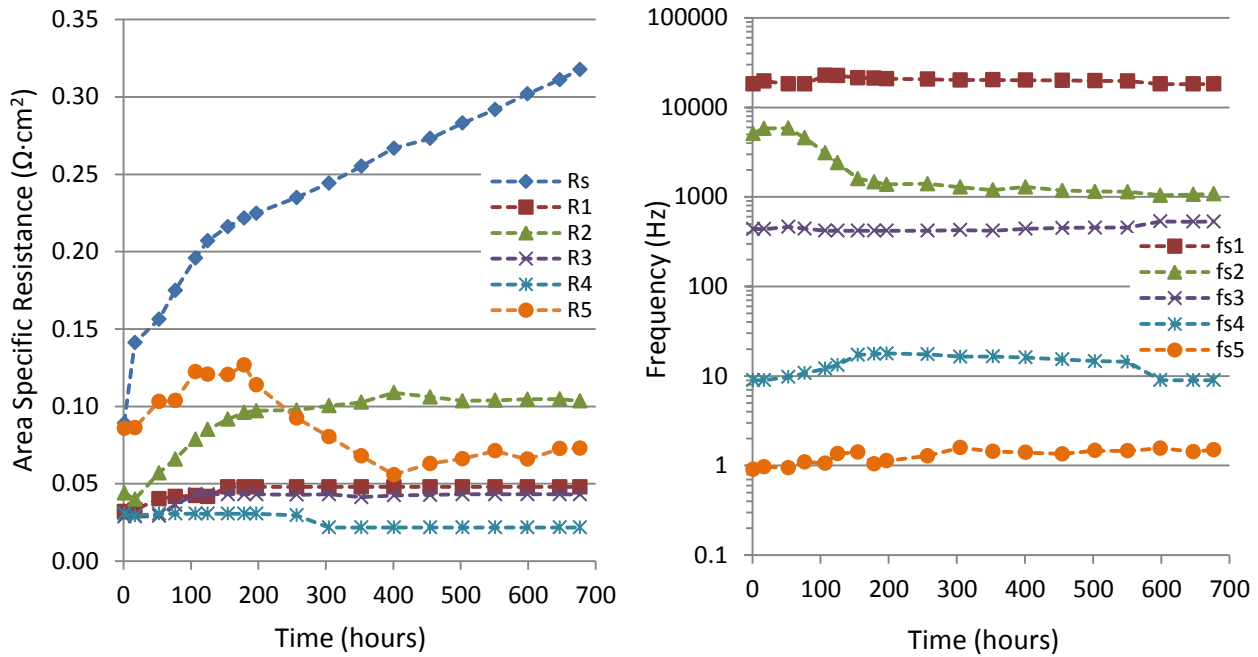 0.35
0.30
0.25
0.20
0.15
0.10
0.05
0.00
Area Specific Resistance (Ω·cm²)
0 100 200 300 400 500 600 700
Time (hours)
Rs
R1
R2
R3
R4
R5
100000
10000
1000
100
10
1
0.1
Frequency (Hz)
0 100 200 300 400 500 600 700
Time (hours)
fs1
fs2
fs3
fs4
fs5